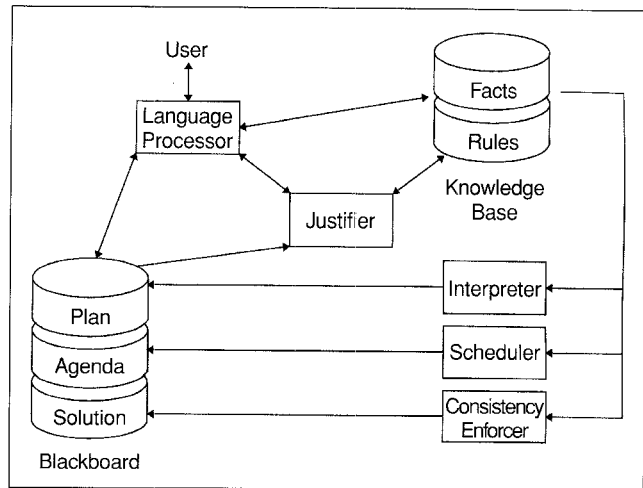 User
Language
Processor
Facts
Rules
Knowledge
Base
Justifier
Plan
Agenda
Solution
Blackboard
Interpreter
Scheduler
Consistency
Enforcer